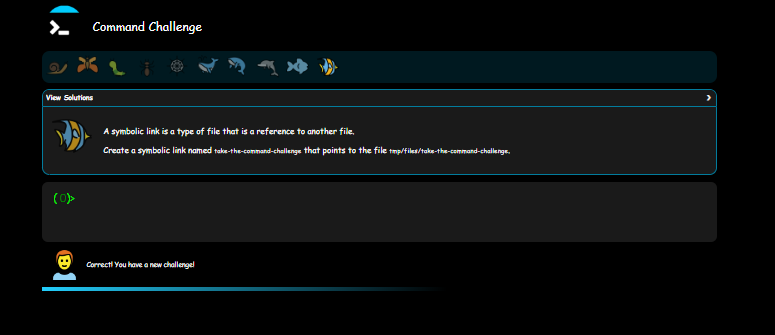 Command Challenge
View Solutions
A symbolic link is a type of file that is a reference to another file.
Create a symbolic link named take-the-command-challenge that points to the file tmp/files/take-the-command-challenge.
(0)>
Correct! You have a new challenge!